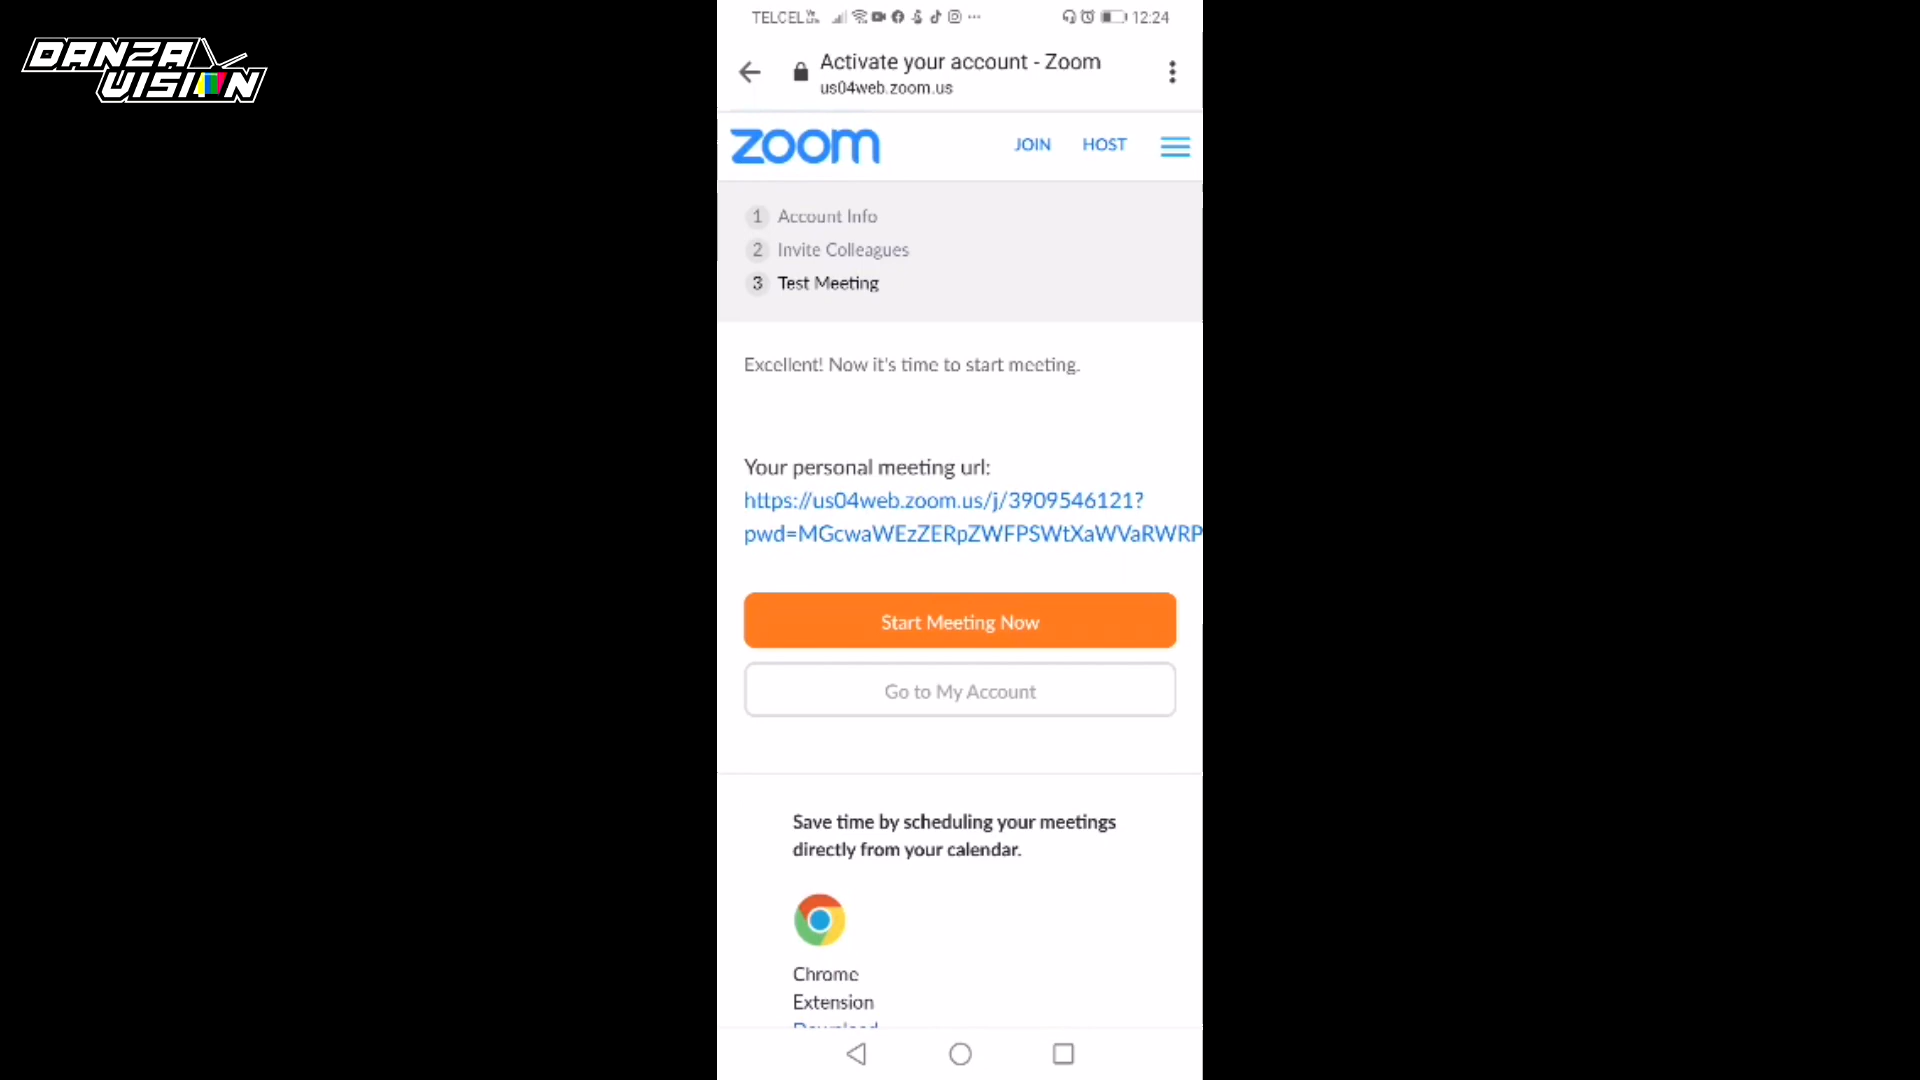 DANZA
VISION
TELCEL 12:24
Activate your account - Zoom
us04web.zoom.us
zoom JOIN HOST
1 Account Info
2 Invite Colleagues
3 Test Meeting
Excellent! Now it's time to start meeting.
Your personal meeting url:
https://us04web.zoom.us/j/3909546121?
pwd=MGcwaWEzZERpZWFPSWtXaWVaRWRP
Start Meeting Now
Go to My Account
Save time by scheduling your meetings
directly from your calendar.
Chrome
Extension
Download